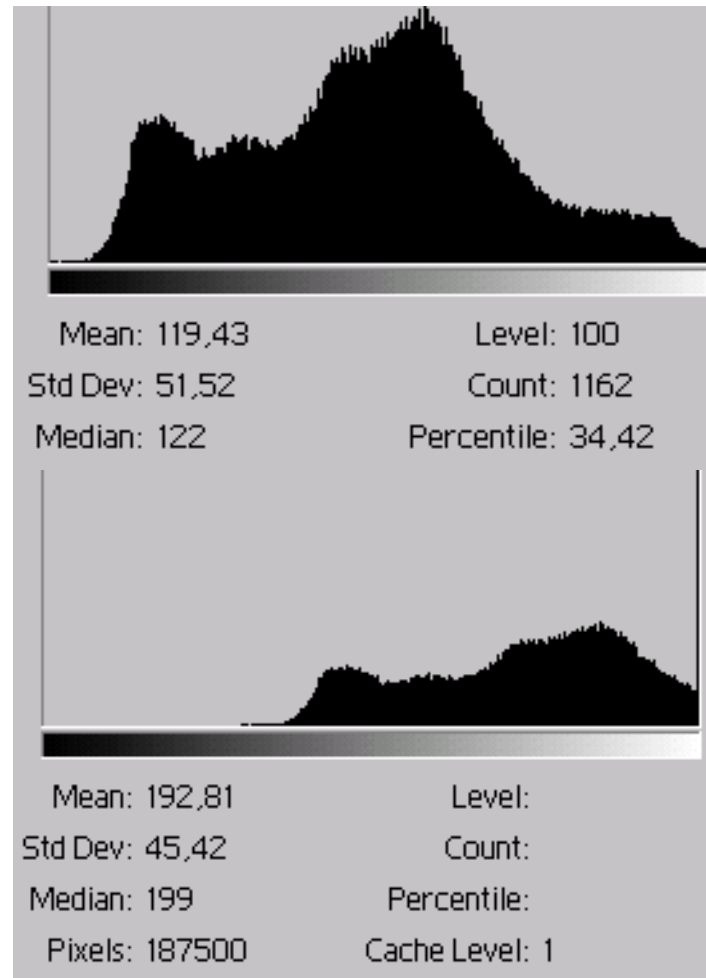 Mean: 119,43 Level: 100
Std Dev: 51,52 Count: 1162
Median: 122 Percentile: 34,42
Mean: 192,81 Level:
Std Dev: 45,42 Count:
Median: 199 Percentile:
Pixels: 187500 Cache Level: 1